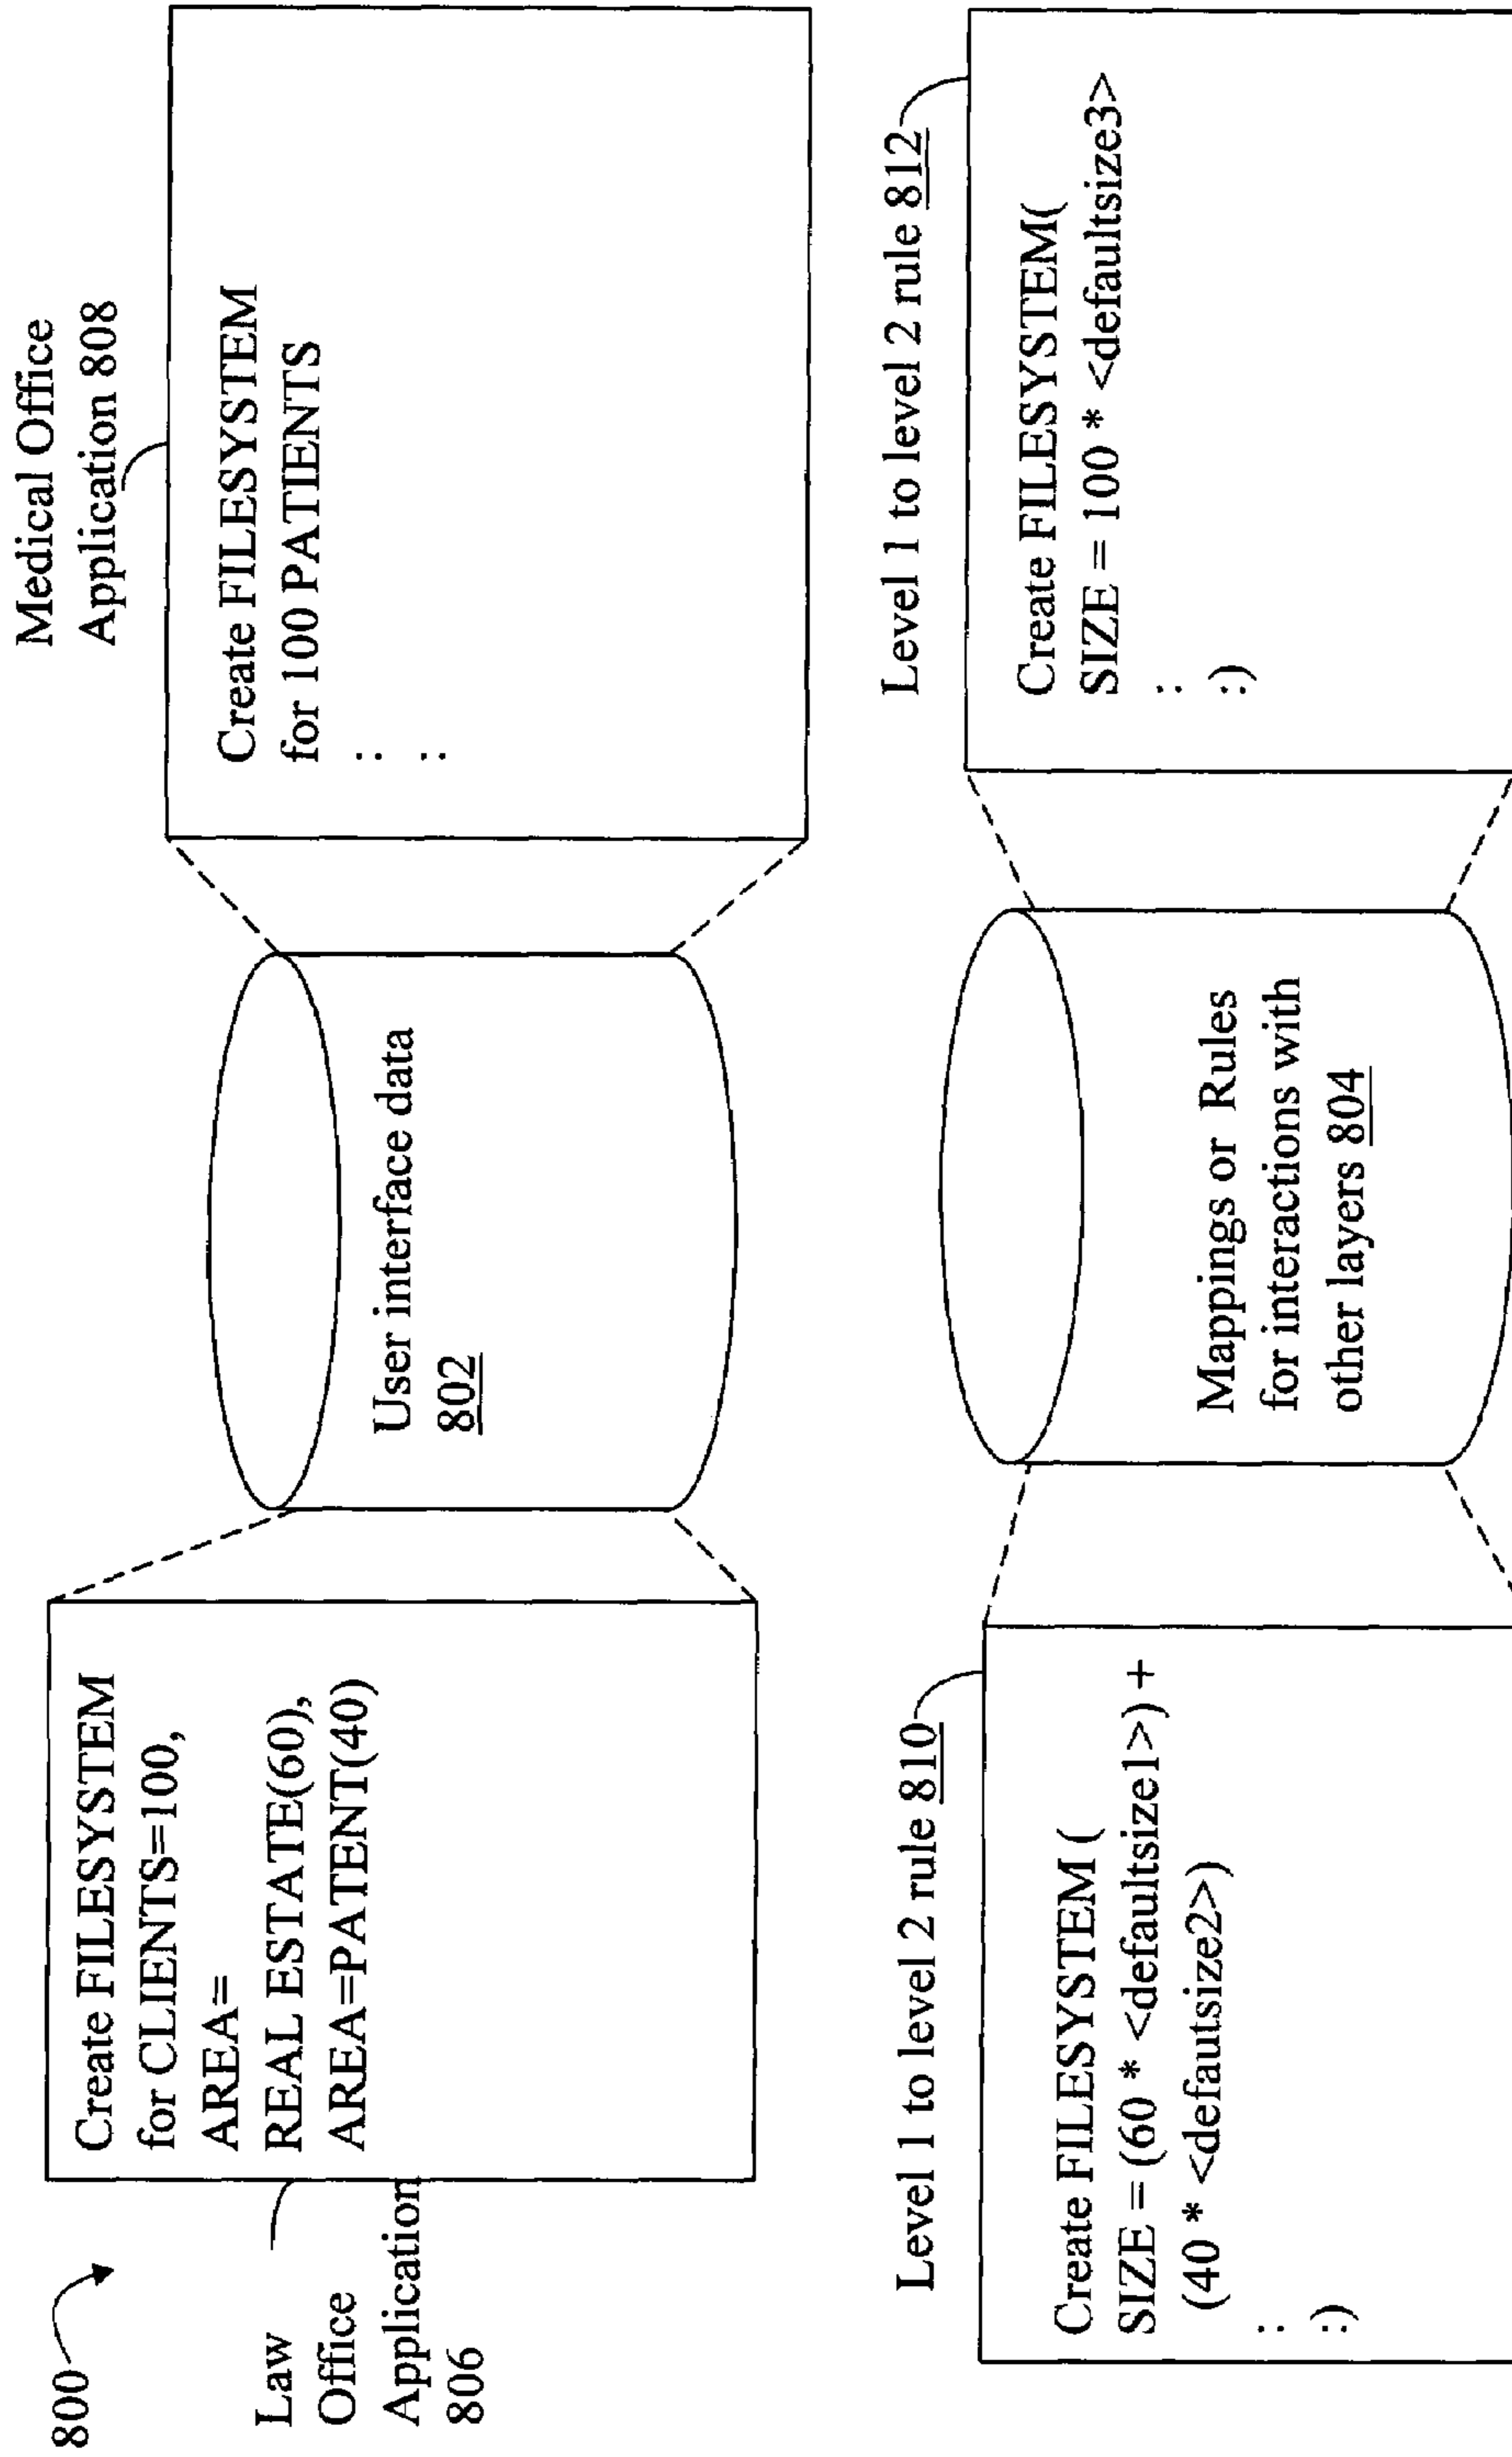 800
Law
Office
Application
806
Create FILESYSTEM
for CLIENTS=100,
AREA=
REAL ESTATE(60),
AREA=PATENT(40)
User interface data
802
Medical Office
Application 808
Create FILESYSTEM
for 100 PATIENTS
:
:
Level 1 to level 2 rule 810
Create FILESYSTEM (
SIZE = (60 * <defaultsize1>) +
(40 * <defautsize2>)
:
:)
Mappings or Rules
for interactions with
other layers 804
Level 1 to level 2 rule 812
Create FILESYSTEM(
SIZE = 100 * <defaultsize3>
:
:)